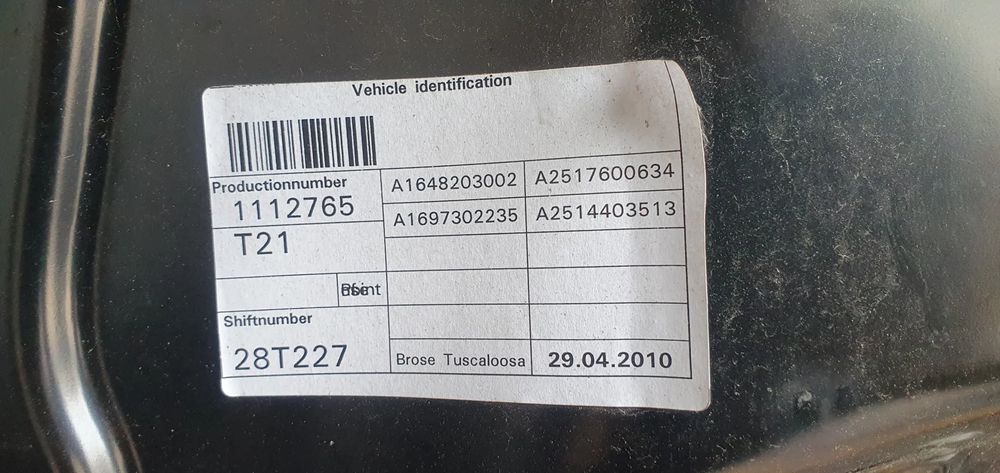 Vehicle identification
Productionnumber
1112765
T21
Shiftnumber
28T227
A1648203002 A2517600634
A1697302235 A2514403513
Brose Tuscaloosa 29.04.2010